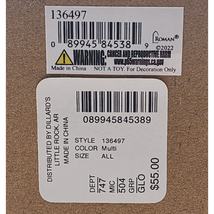 136497
0 89945 84538 9
ROMAN®
©2022
MADE IN CHINA
WARNING: CANCER AND REPRODUCTIVE HARM
www.p65warnings.ca.gov
NOT A TOY. For Decoration Only
089945845389
DISTRIBUTED BY DILLARD'S
LITTLE ROCK, AR
MADE IN CHINA
STYLE 136497
COLOR Multi
SIZE ALL
DEPT 747
MIC 504
GRP GLO
$55.00